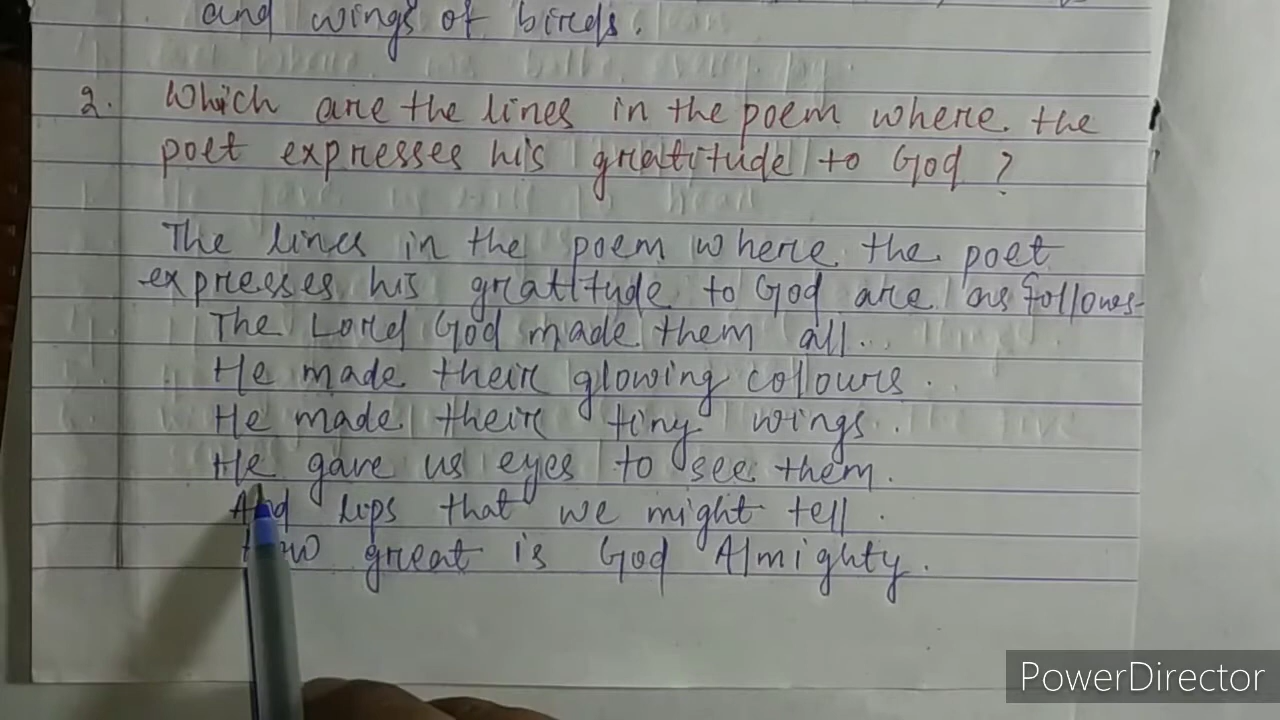 and wings of birds.
2. Which are the lines in the poem where the
poet expresses his gratitude to God ?
The lines in the poem where the poet
expresses his gratitude to God are as follows-
The Lord God made them all...
He made their glowing colours.
He made their tiny wings.
He gave us eyes to see them.
And lips that we might tell.
How great is God Almighty.
PowerDirector